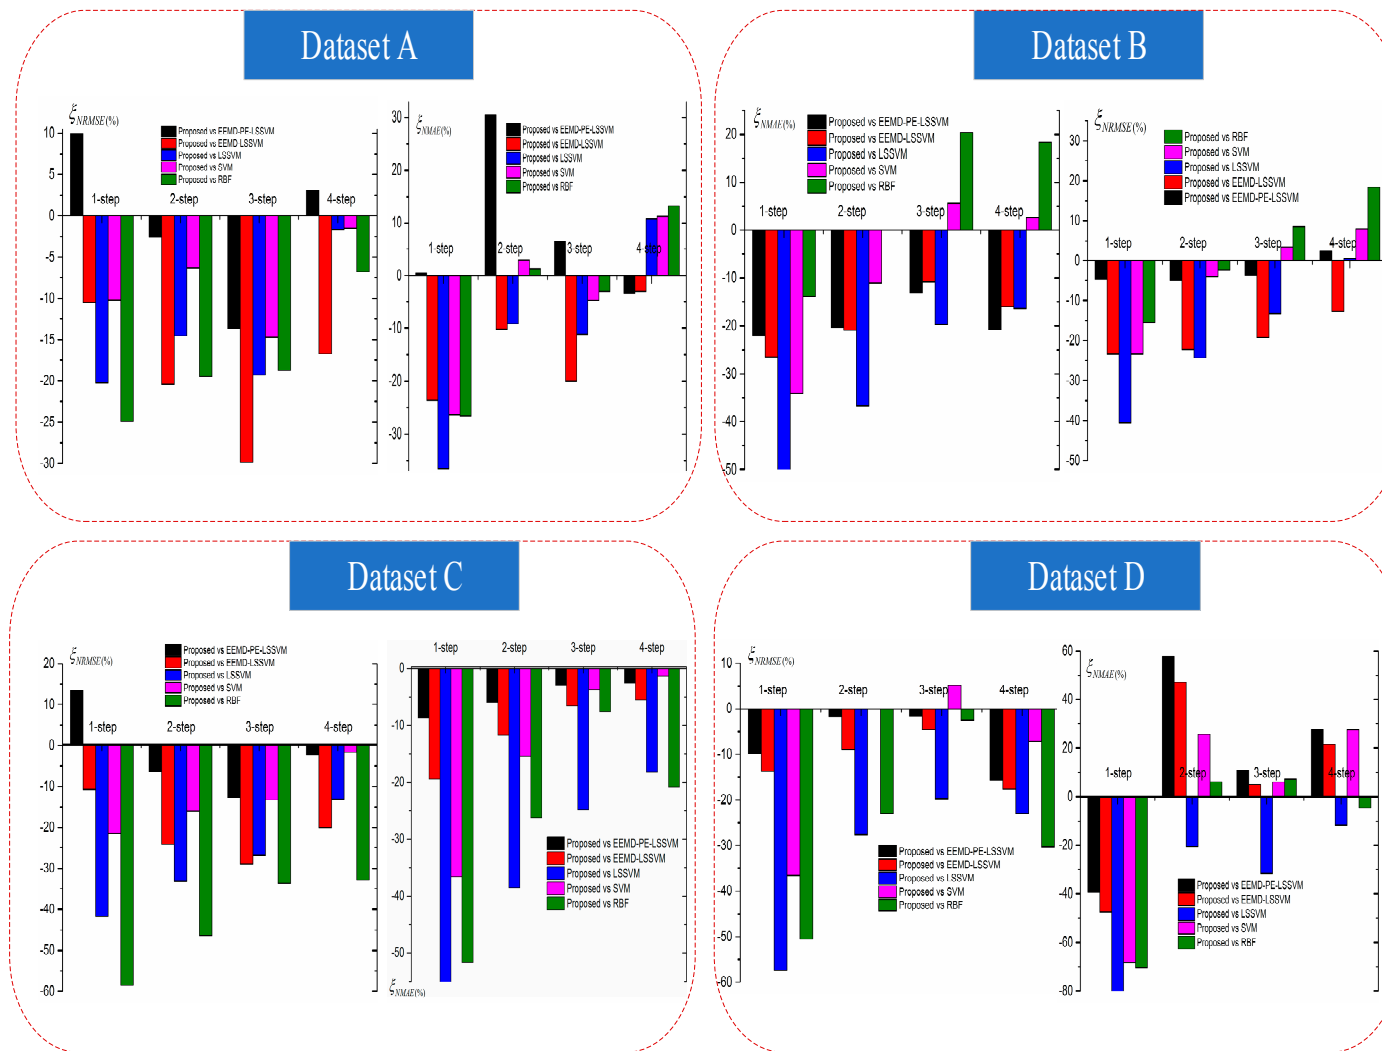 Dataset A
ξNRMSE(%)
10
5
0
-5
-10
-15
-20
-25
-30
Proposed vs EEMD-PE-LSSVM
Proposed vs EEMD-LSSVM
Proposed vs LSSVM
Proposed vs SVM
Proposed vs RBF
1-step
2-step
3-step
4-step
ξNMAE(%)
30
20
10
0
-10
-20
-30
Proposed vs EEMD-PE-LSSVM
Proposed vs EEMD-LSSVM
Proposed vs LSSVM
Proposed vs SVM
Proposed vs RBF
1-step
2-step
3-step
4-step
Dataset B
ξNMAE(%)
20
10
0
-10
-20
-30
-40
-50
Proposed vs EEMD-PE-LSSVM
Proposed vs EEMD-LSSVM
Proposed vs LSSVM
Proposed vs SVM
Proposed vs RBF
1-step
2-step
3-step
4-step
ξNRMSE(%)
30
20
10
0
-10
-20
-30
-40
-50
Proposed vs RBF
Proposed vs SVM
Proposed vs LSSVM
Proposed vs EEMD-LSSVM
Proposed vs EEMD-PE-LSSVM
1-step
2-step
3-step
4-step
Dataset C
ξNRMSE(%)
20
10
0
-10
-20
-30
-40
-50
-60
Proposed vs EEMD-PE-LSSVM
Proposed vs EEMD-LSSVM
Proposed vs LSSVM
Proposed vs SVM
Proposed vs RBF
1-step
2-step
3-step
4-step
1-step
2-step
3-step
4-step
0
-10
-20
-30
-40
-50
Proposed vs EEMD-PE-LSSVM
Proposed vs EEMD-LSSVM
Proposed vs LSSVM
Proposed vs SVM
Proposed vs RBF
ξNMAE(%)
Dataset D
ξNRMSE(%)
10
0
-10
-20
-30
-40
-50
-60
1-step
2-step
3-step
4-step
Proposed vs EEMD-PE-LSSVM
Proposed vs EEMD-LSSVM
Proposed vs LSSVM
Proposed vs SVM
Proposed vs RBF
ξNMAE(%)
60
40
20
0
-20
-40
-60
-80
1-step
2-step
3-step
4-step
Proposed vs EEMD-PE-LSSVM
Proposed vs EEMD-LSSVM
Proposed vs LSSVM
Proposed vs SVM
Proposed vs RBF